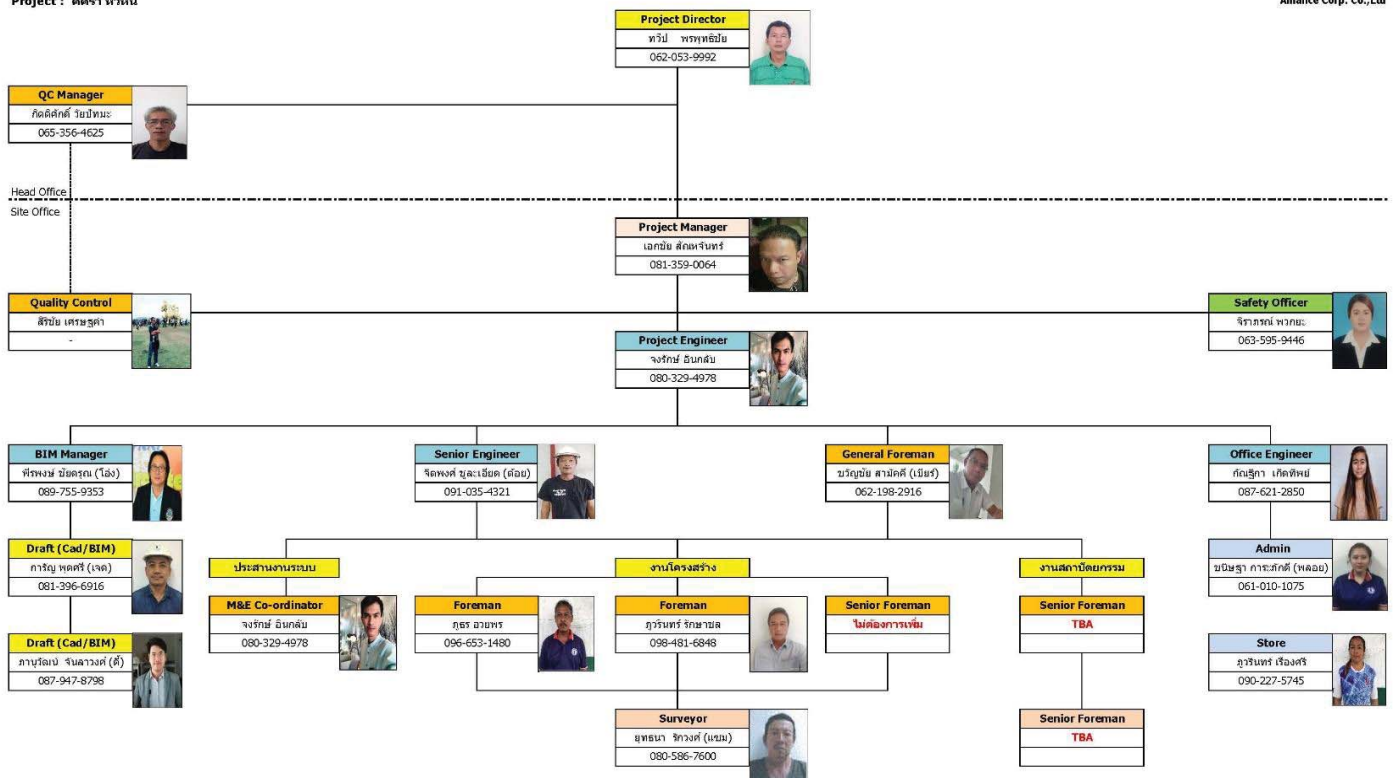 Project :
Alliance Corp. Co.,Ltd
Project Director
ทวีป พรพุทธิชัย
062-053-9992
QC Manager
กิตติศักดิ์ วัยปัทมะ
065-356-4625
Head Office
Site Office
Project Manager
เอกชัย สัณหจันทร์
081-359-0064
Quality Control
สิริชัย เศรษฐคำ
-
Safety Officer
จิราภรณ์ พวกยะ
063-595-9446
Project Engineer
จงรักษ์ อินกลับ
080-329-4978
BIM Manager
พีรพงษ์ ชัยดรุณ (โอ่ง)
089-755-9353
Senior Engineer
จิตพงศ์ ชูละเอียด (ต้อย)
091-035-4321
General Foreman
ขวัญชัย สามัคคี (เบียร์)
062-198-2916
Office Engineer
กัณฐิกา เกิดทิพย์
087-621-2850
Draft (Cad/BIM)
การัญ พุดศรี (เจด)
081-396-6916
ประสานงานระบบ
งานโครงสร้าง
งานสถาปัตยกรรม
Admin
ขนิษฐา การะภักดี (พลอย)
061-010-1075
M&E Co-ordinator
จงรักษ์ อินกลับ
080-329-4978
Foreman
ภูธร อวยพร
096-653-1480
Foreman
ภูวรินทร์ รักษาชล
098-481-6848
Senior Foreman
ไม่ต้องการเพิ่ม
Senior Foreman
TBA
Draft (Cad/BIM)
ภานุวัฒน์ จันลาวงศ์ (ตี๋)
087-947-8798
Store
ภูวรินทร์ เรืองศรี
090-227-5745
Surveyor
ยุทธนา รักวงศ์ (แชม)
080-586-7600
Senior Foreman
TBA